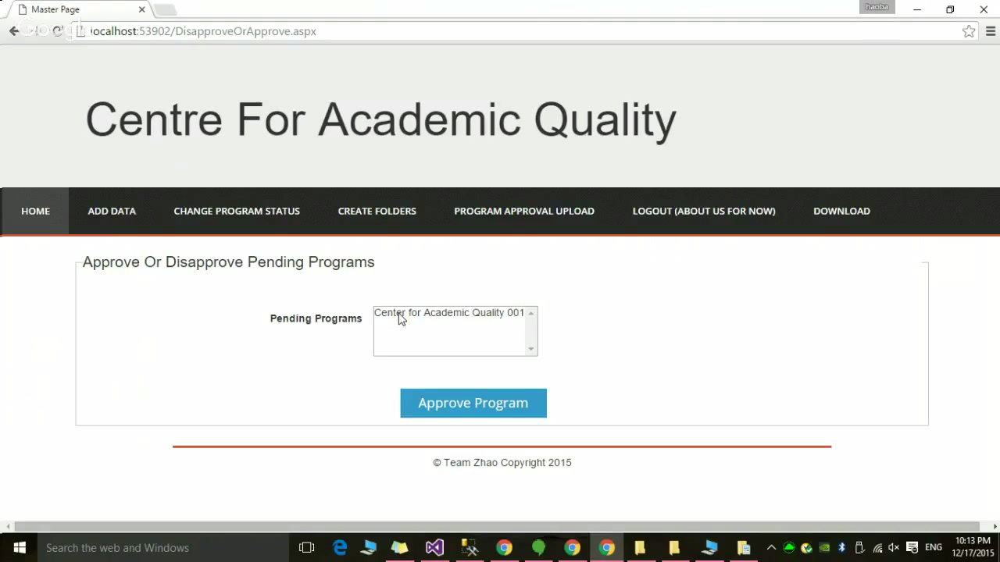 Master Page
haoba
localhost:53902/DisapproveOrApprove.aspx
Centre For Academic Quality
HOME
ADD DATA
CHANGE PROGRAM STATUS
CREATE FOLDERS
PROGRAM APPROVAL UPLOAD
LOGOUT (ABOUT US FOR NOW)
DOWNLOAD
Approve Or Disapprove Pending Programs
Pending Programs
Center for Academic Quality 001
Approve Program
© Team Zhao Copyright 2015
Search the web and Windows
ENG
10:13 PM
12/17/2015